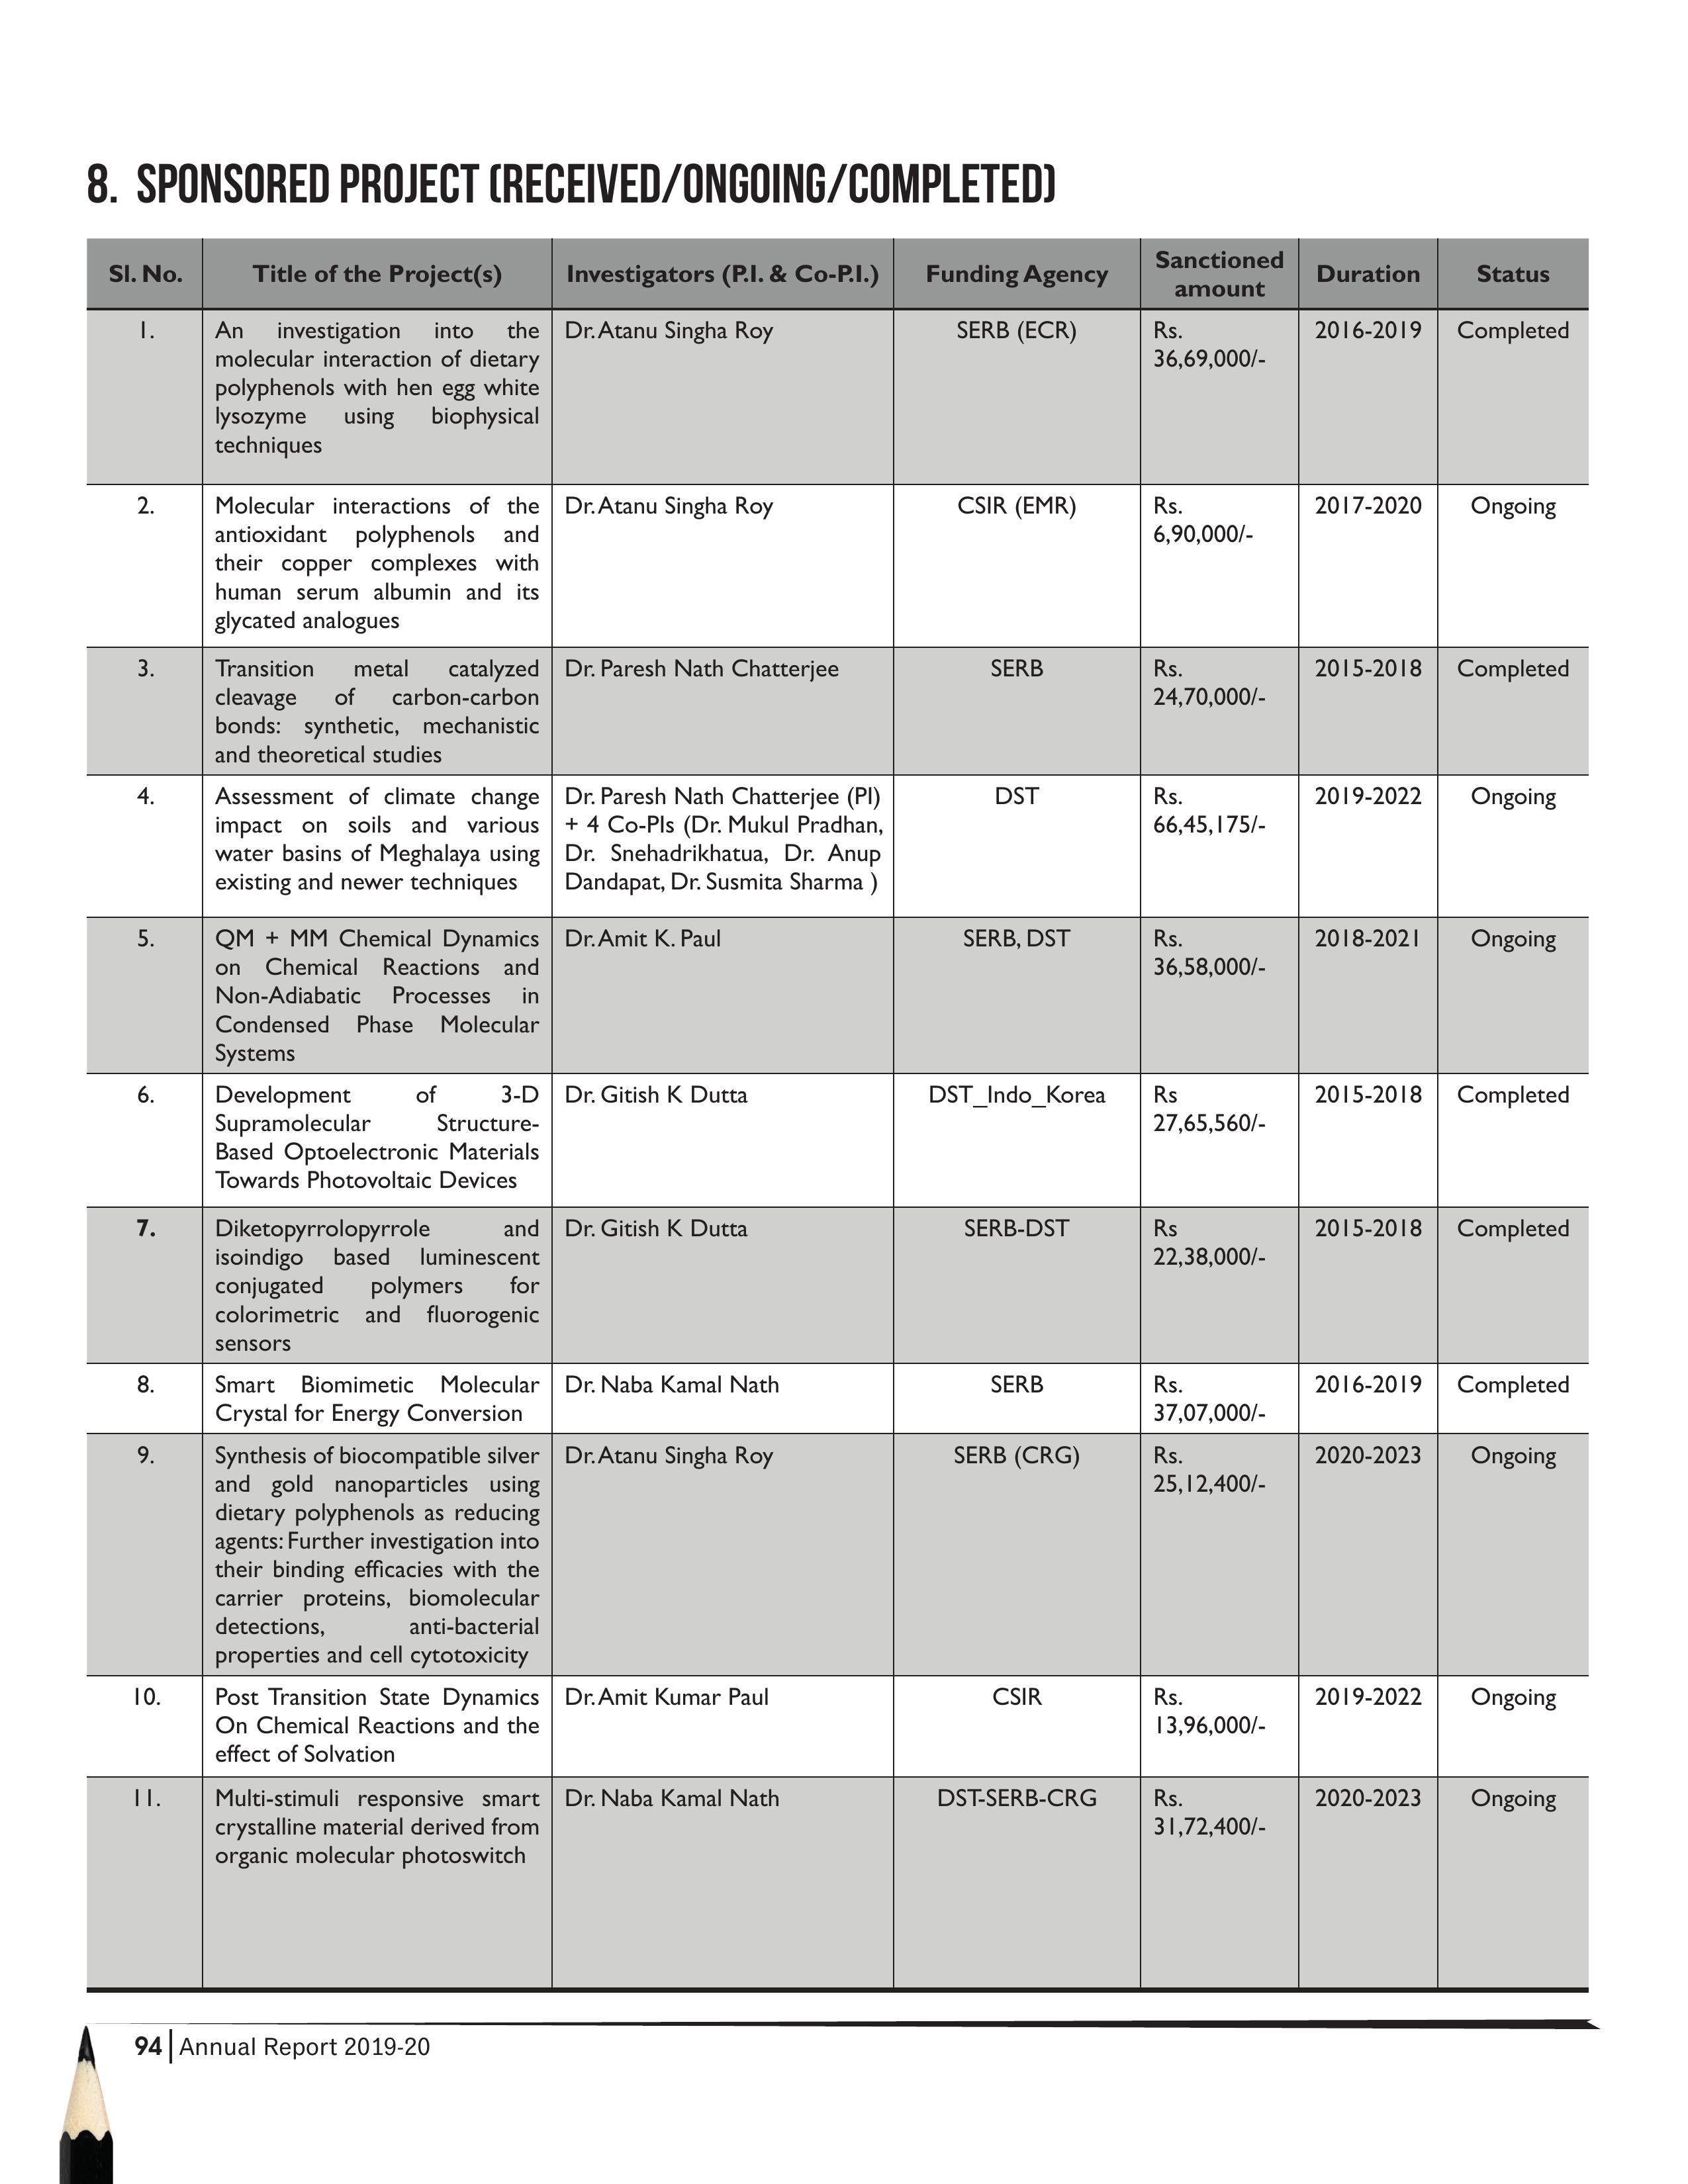 8. SPONSORED PROJECT (RECEIVED/ONGOING/COMPLETED)
Sl. No.
Title of the Project(s)
Investigators (P.I. & Co-P.I.)
Funding Agency
Sanctioned
amount
Duration
Status
1.
An investigation into the
molecular interaction of dietary
polyphenols with hen egg white
lysozyme using biophysical
techniques
Dr. Atanu Singha Roy
SERB (ECR)
Rs.
36,69,000/-
2016-2019
Completed
2.
Molecular interactions of the
antioxidant polyphenols and
their copper complexes with
human serum albumin and its
glycated analogues
Dr. Atanu Singha Roy
CSIR (EMR)
Rs.
6,90,000/-
2017-2020
Ongoing
3.
Transition metal catalyzed
cleavage of carbon-carbon
bonds: synthetic, mechanistic
and theoretical studies
Dr. Paresh Nath Chatterjee
SERB
Rs.
24,70,000/-
2015-2018
Completed
4.
Assessment of climate change
impact on soils and various
water basins of Meghalaya using
existing and newer techniques
Dr. Paresh Nath Chatterjee (PI)
+ 4 Co-PIs (Dr. Mukul Pradhan,
Dr. Snehadrikhatua, Dr. Anup
Dandapat, Dr. Susmita Sharma )
DST
Rs.
66,45,175/-
2019-2022
Ongoing
5.
QM + MM Chemical Dynamics
on Chemical Reactions and
Non-Adiabatic Processes in
Condensed Phase Molecular
Systems
Dr. Amit K. Paul
SERB, DST
Rs.
36,58,000/-
2018-2021
Ongoing
6.
Development of 3-D
Supramolecular Structure-
Based Optoelectronic Materials
Towards Photovoltaic Devices
Dr. Gitish K Dutta
DST_Indo_Korea
Rs
27,65,560/-
2015-2018
Completed
7.
Diketopyrrolopyrrole and
isoindigo based luminescent
conjugated polymers for
colorimetric and fluorogenic
sensors
Dr. Gitish K Dutta
SERB-DST
Rs
22,38,000/-
2015-2018
Completed
8.
Smart Biomimetic Molecular
Crystal for Energy Conversion
Dr. Naba Kamal Nath
SERB
Rs.
37,07,000/-
2016-2019
Completed
9.
Synthesis of biocompatible silver
and gold nanoparticles using
dietary polyphenols as reducing
agents: Further investigation into
their binding efficacies with the
carrier proteins, biomolecular
detections, anti-bacterial
properties and cell cytotoxicity
Dr. Atanu Singha Roy
SERB (CRG)
Rs.
25,12,400/-
2020-2023
Ongoing
10.
Post Transition State Dynamics
On Chemical Reactions and the
effect of Solvation
Dr. Amit Kumar Paul
CSIR
Rs.
13,96,000/-
2019-2022
Ongoing
11.
Multi-stimuli responsive smart
crystalline material derived from
organic molecular photoswitch
Dr. Naba Kamal Nath
DST-SERB-CRG
Rs.
31,72,400/-
2020-2023
Ongoing
94 Annual Report 2019-20